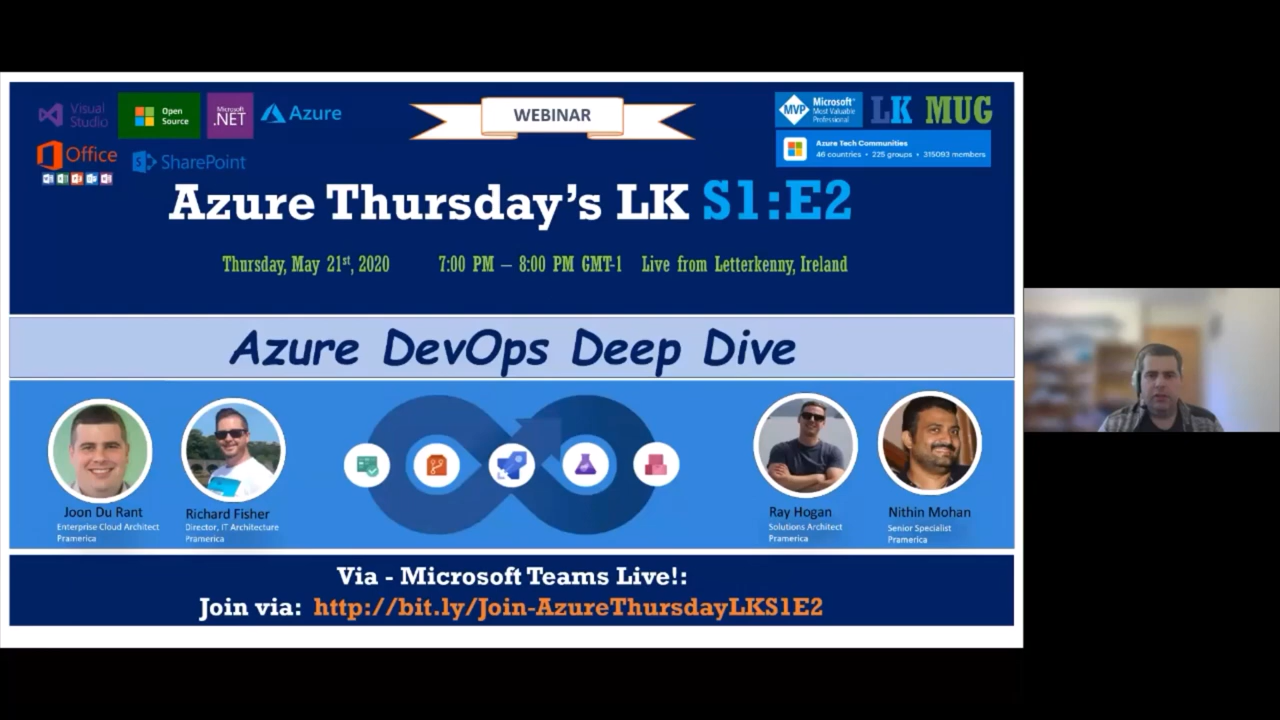 Visual
Studio
Open
Source
Microsoft
.NET
Azure
Office
SharePoint
WEBINAR
MVP
Microsoft®
Most Valuable
Professional
LK MUG
Azure Tech Communities
46 countries • 225 groups • 315093 members
Azure Thursday's LK S1:E2
Thursday, May 21st, 2020 7:00 PM – 8:00 PM GMT-1 Live from Letterkenny, Ireland
Azure DevOps Deep Dive
Joon Du Rant
Enterprise Cloud Architect
Pramerica
Richard Fisher
Director, IT Architecture
Pramerica
Ray Hogan
Solutions Architect
Pramerica
Nithin Mohan
Senior Specialist
Pramerica
Via - Microsoft Teams Live!:
Join via: http://bit.ly/Join-AzureThursdayLKS1E2